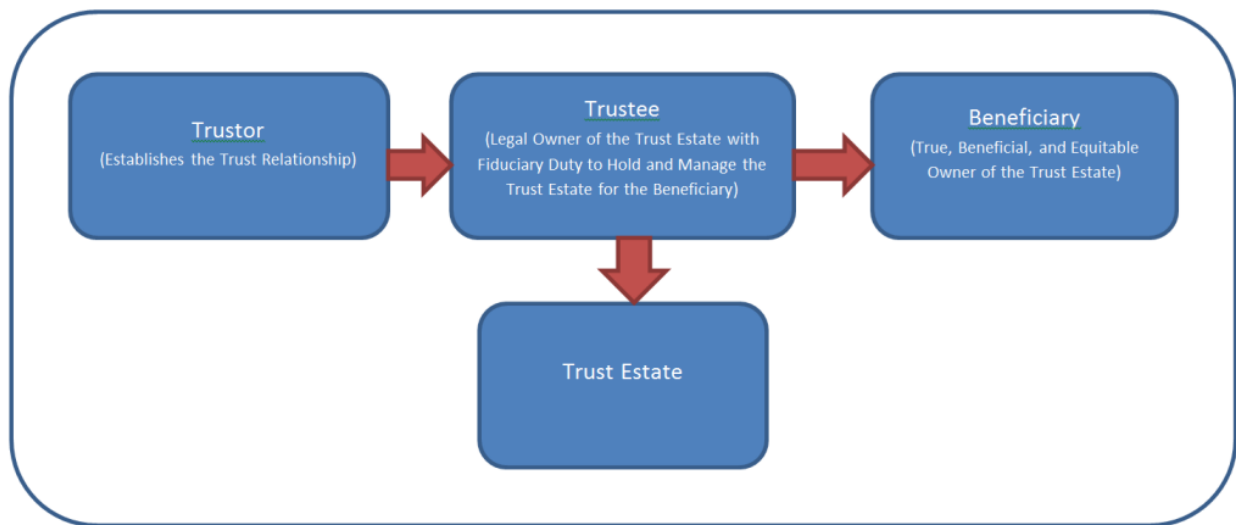 Trustor
(Establishes the Trust Relationship)
Trustee
(Legal Owner of the Trust Estate with
Fiduciary Duty to Hold and Manage the
Trust Estate for the Beneficiary)
Beneficiary
(True, Beneficial, and Equitable
Owner of the Trust Estate)
Trust Estate